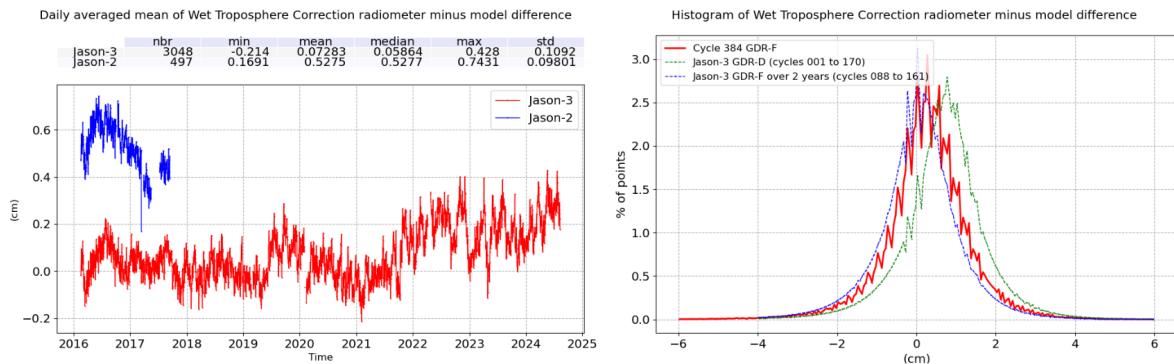 Daily averaged mean of Wet Troposphere Correction radiometer minus model difference
nbr min mean median max std
Jason-3 3048 -0.214 0.07283 0.05864 0.428 0.1092
Jason-2 497 0.1691 0.5275 0.5277 0.7431 0.09801
Jason-3
Jason-2
(cm)
0.6
0.4
0.2
0.0
−0.2
2016 2017 2018 2019 2020 2021 2022 2023 2024 2025
Time
Histogram of Wet Troposphere Correction radiometer minus model difference
Cycle 384 GDR-F
Jason-3 GDR-D (cycles 001 to 170)
Jason-3 GDR-F over 2 years (cycles 088 to 161)
% of points
3.0
2.5
2.0
1.5
1.0
0.5
0.0
−6 −4 −2 0 2 4 6
(cm)